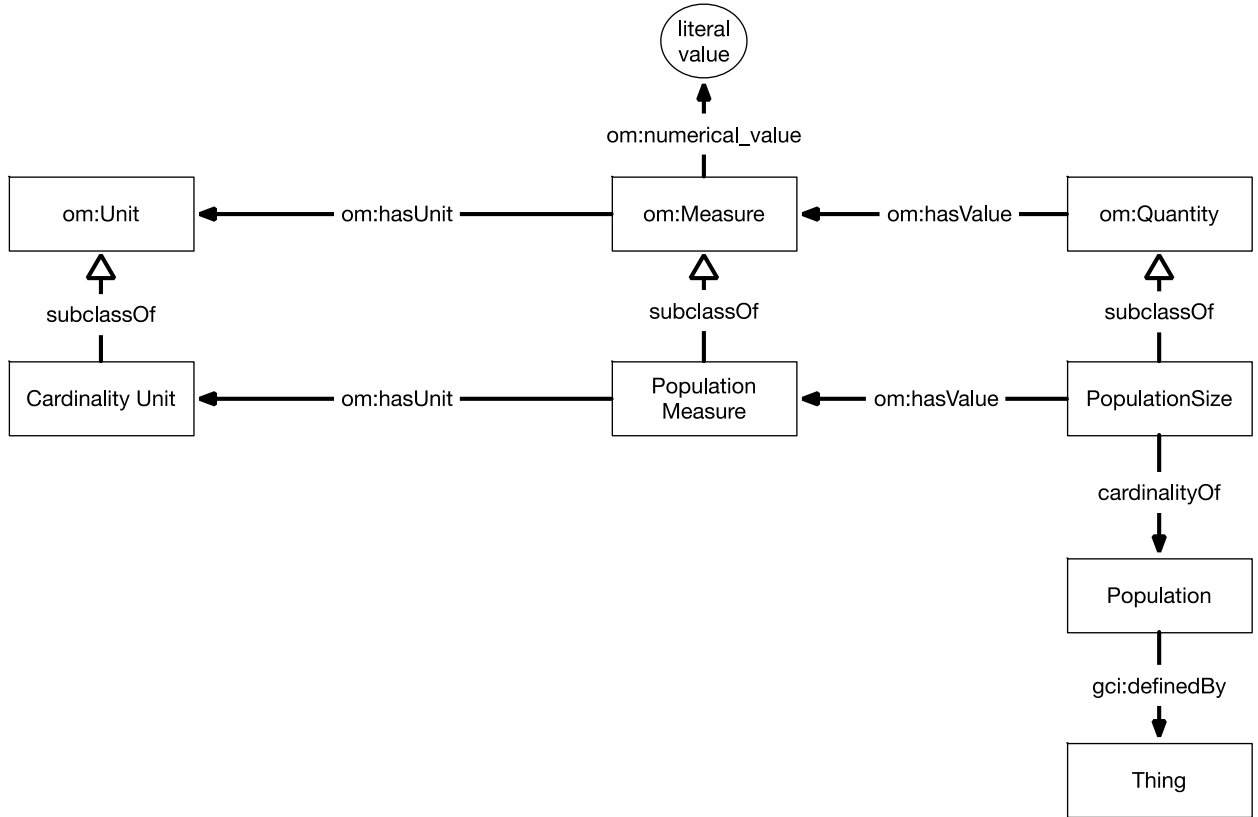 literal
value
om:numerical_value
om:Unit
om:hasUnit
om:Measure
om:hasValue
om:Quantity
subclassOf
subclassOf
subclassOf
Cardinality Unit
om:hasUnit
Population
Measure
om:hasValue
PopulationSize
cardinalityOf
Population
gci:definedBy
Thing